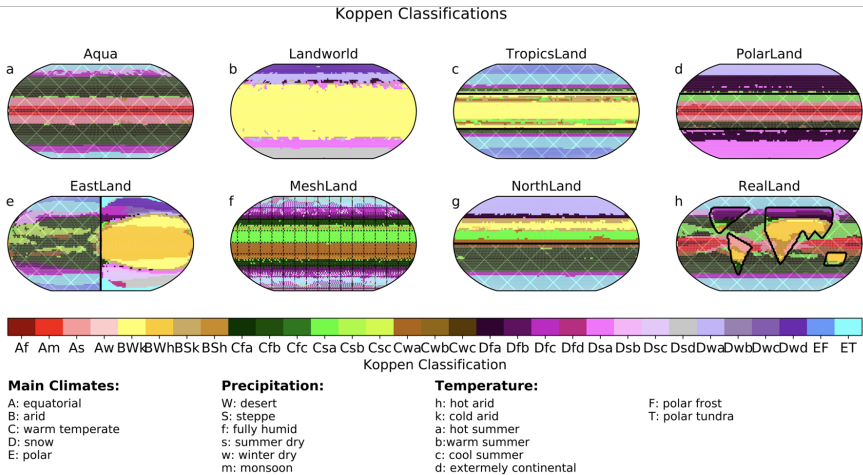 Koppen Classifications
Aqua Landworld TropicsLand PolarLand
a b c d
EastLand MeshLand NorthLand RealLand
e f g h
Af Am As Aw BWk BWh BSk BSh Cfa Cfb Cfc Csa Csb Csc Cwa Cwb Cwc Dfa Dfb Dfc Dfd Dsa Dsb Dsc Dsd Dwa Dwb Dwc Dwd EF ET
Koppen Classification
Main Climates: Precipitation: Temperature:
A: equatorial W: desert h: hot arid F: polar frost
B: arid S: steppe k: cold arid T: polar tundra
C: warm temperate f: fully humid a: hot summer
D: snow s: summer dry b:warm summer
E: polar w: winter dry c: cool summer
m: monsoon d: extermely continental